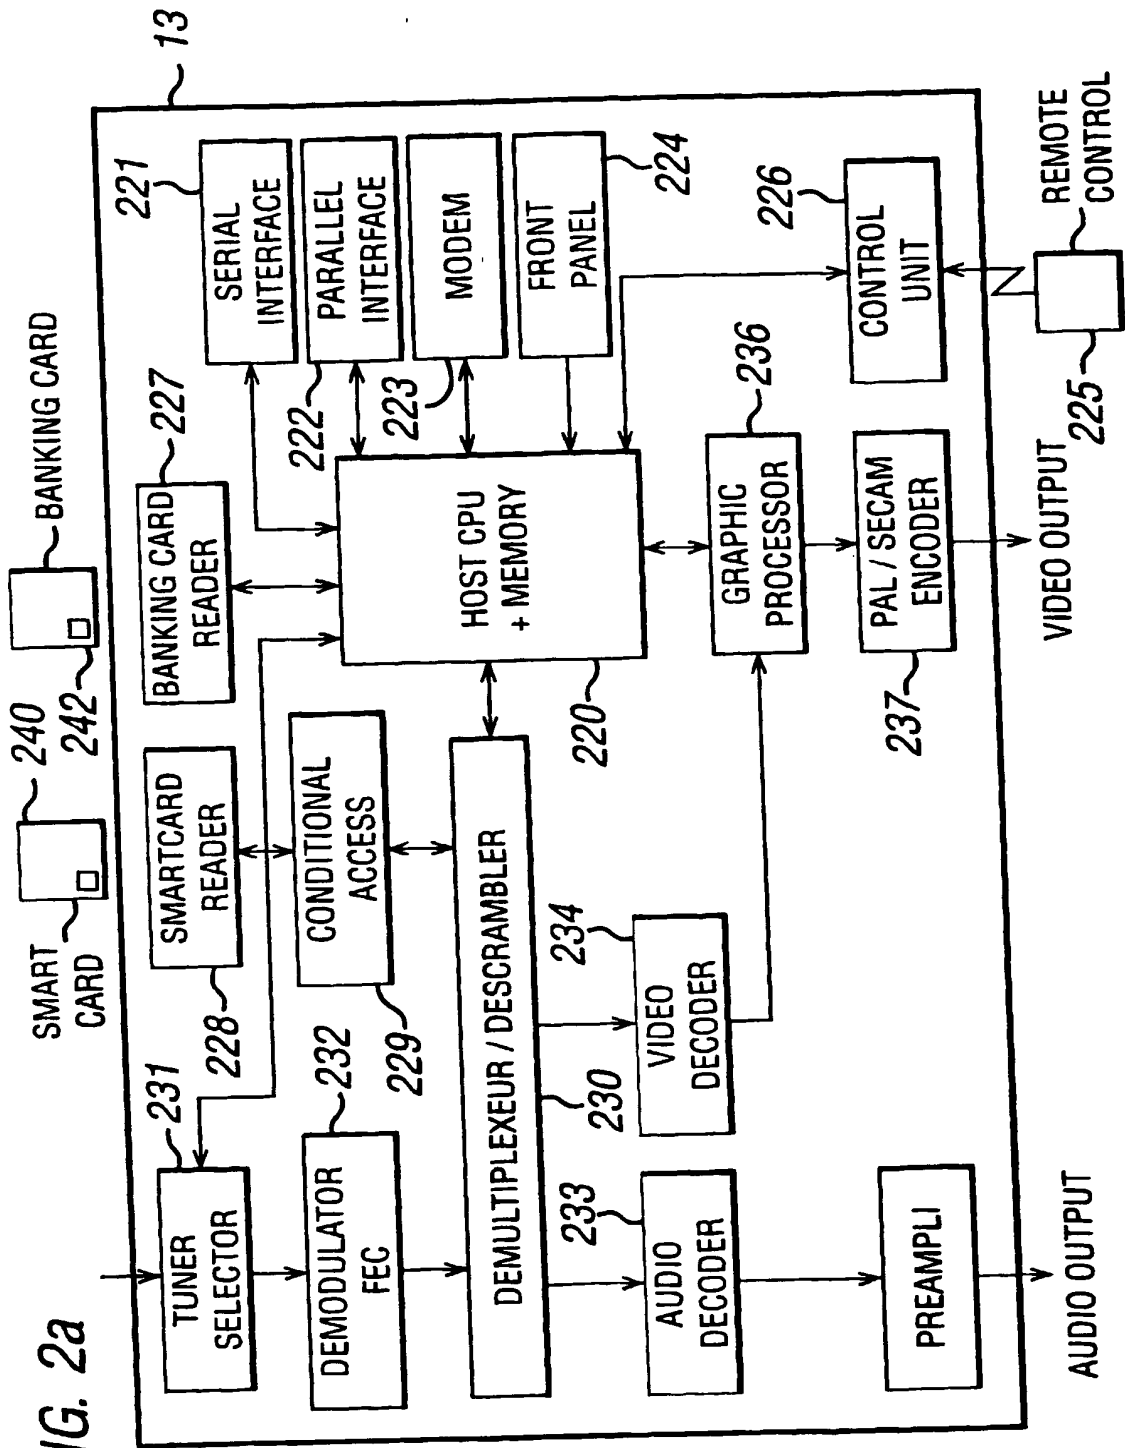 IG. 2a
SMART
CARD
240
242
BANKING CARD
13
231
TUNER
SELECTOR
SMARTCARD
READER
228
BANKING CARD
READER
227
SERIAL
INTERFACE
221
PARALLEL
INTERFACE
222
MODEM
223
FRONT
PANEL
224
DEMODULATOR
FEC
232
CONDITIONAL
ACCESS
229
HOST CPU
+ MEMORY
220
DEMULTIPLEXEUR / DESCRAMBLER
230
AUDIO
DECODER
233
VIDEO
DECODER
234
GRAPHIC
PROCESSOR
236
CONTROL
UNIT
226
PREAMPLI
PAL / SECAM
ENCODER
237
225
REMOTE
CONTROL
AUDIO OUTPUT
VIDEO OUTPUT